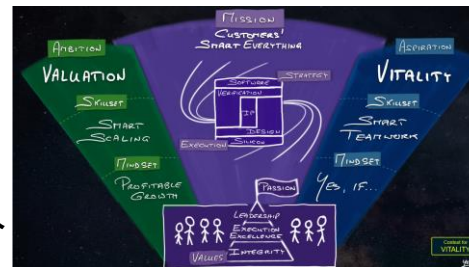 AMBITION
VALUATION
SKILLSET
SMART
SCALING
MINDSET
PROFITABLE
GROWTH
MISSION
CUSTOMERS'
SMART EVERYTHING
STRATEGY
SOFTWARE
VERIFICATION
IP
DESIGN
SILICON
EXECUTION
PASSION
LEADERSHIP
EXECUTION
EXCELLENCE
VALUES
INTEGRITY
ASPIRATION
VITALITY
SKILLSET
SMART
TEAMWORK
MINDSET
YES, IF...
VITALITY